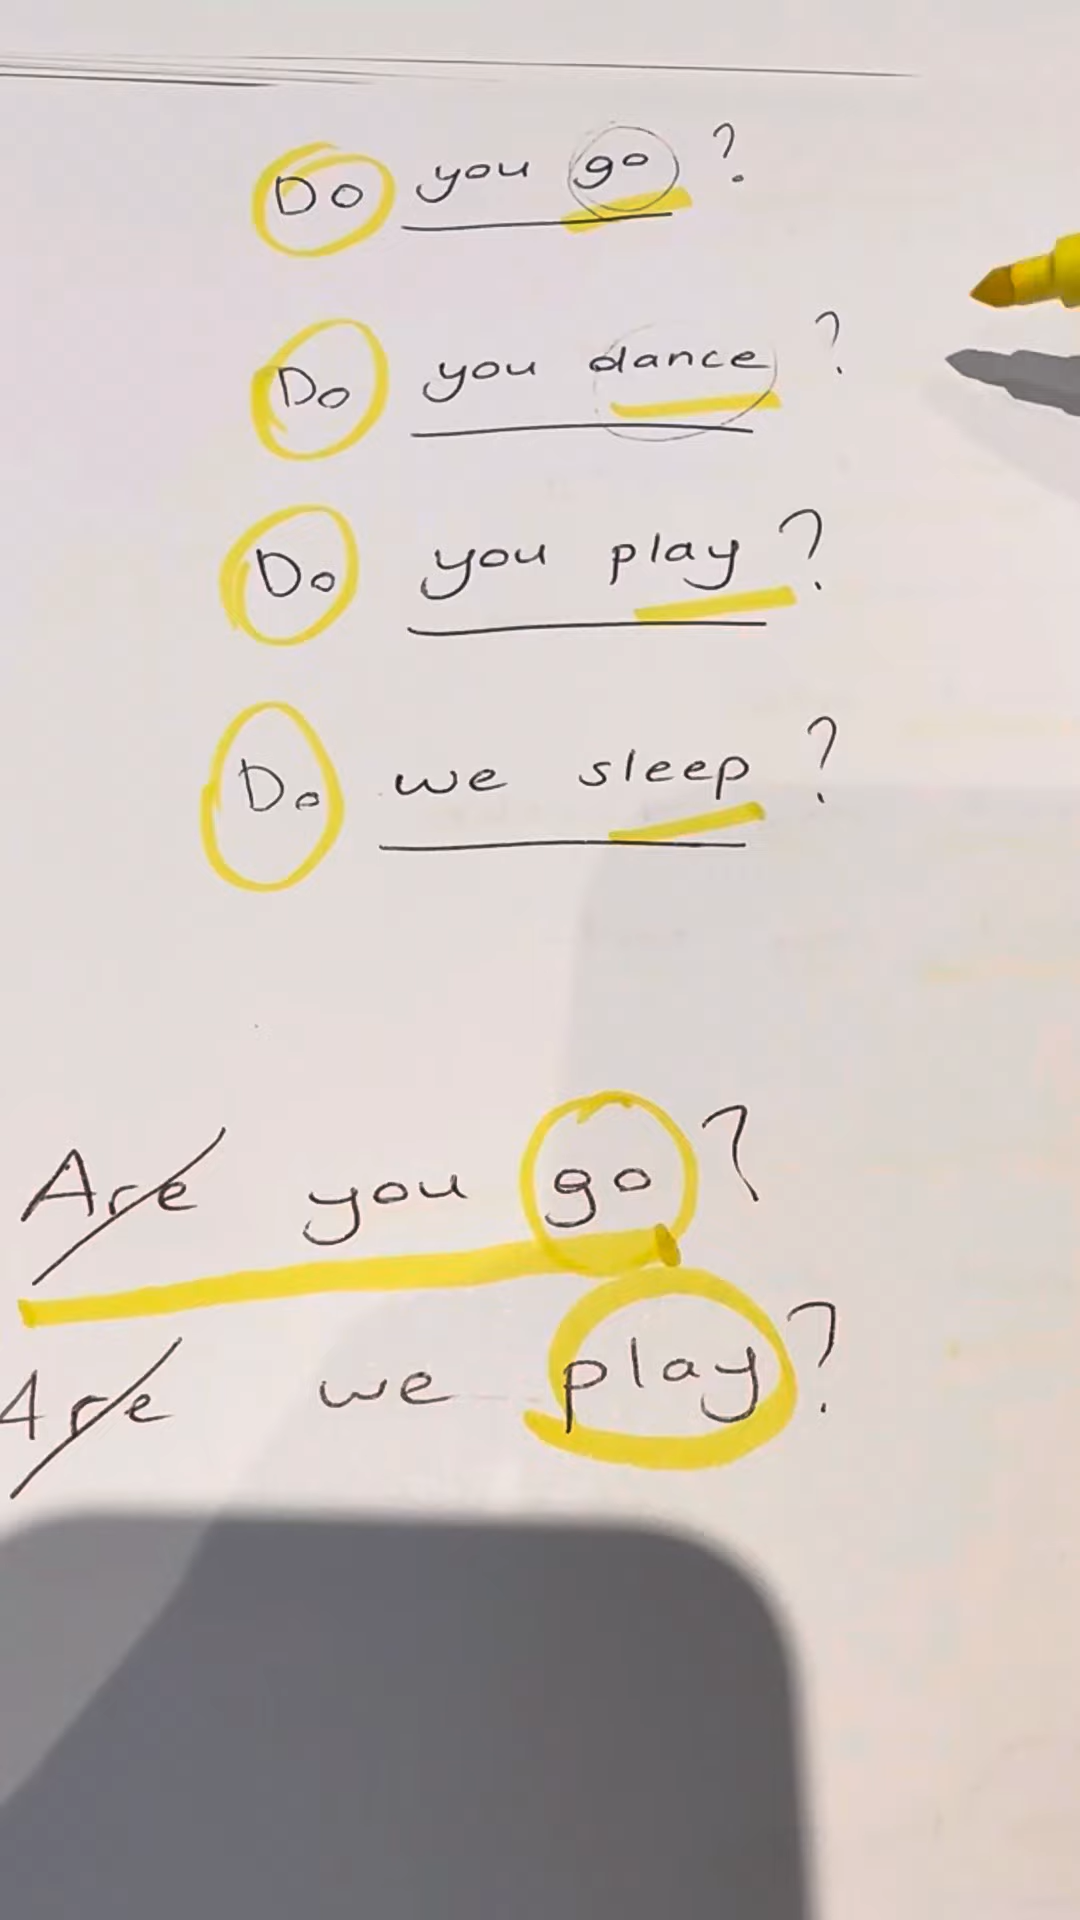 Do you go ?
Do you dance ?
Do you play ?
Do we sleep ?
Are you go ?
Are we play ?